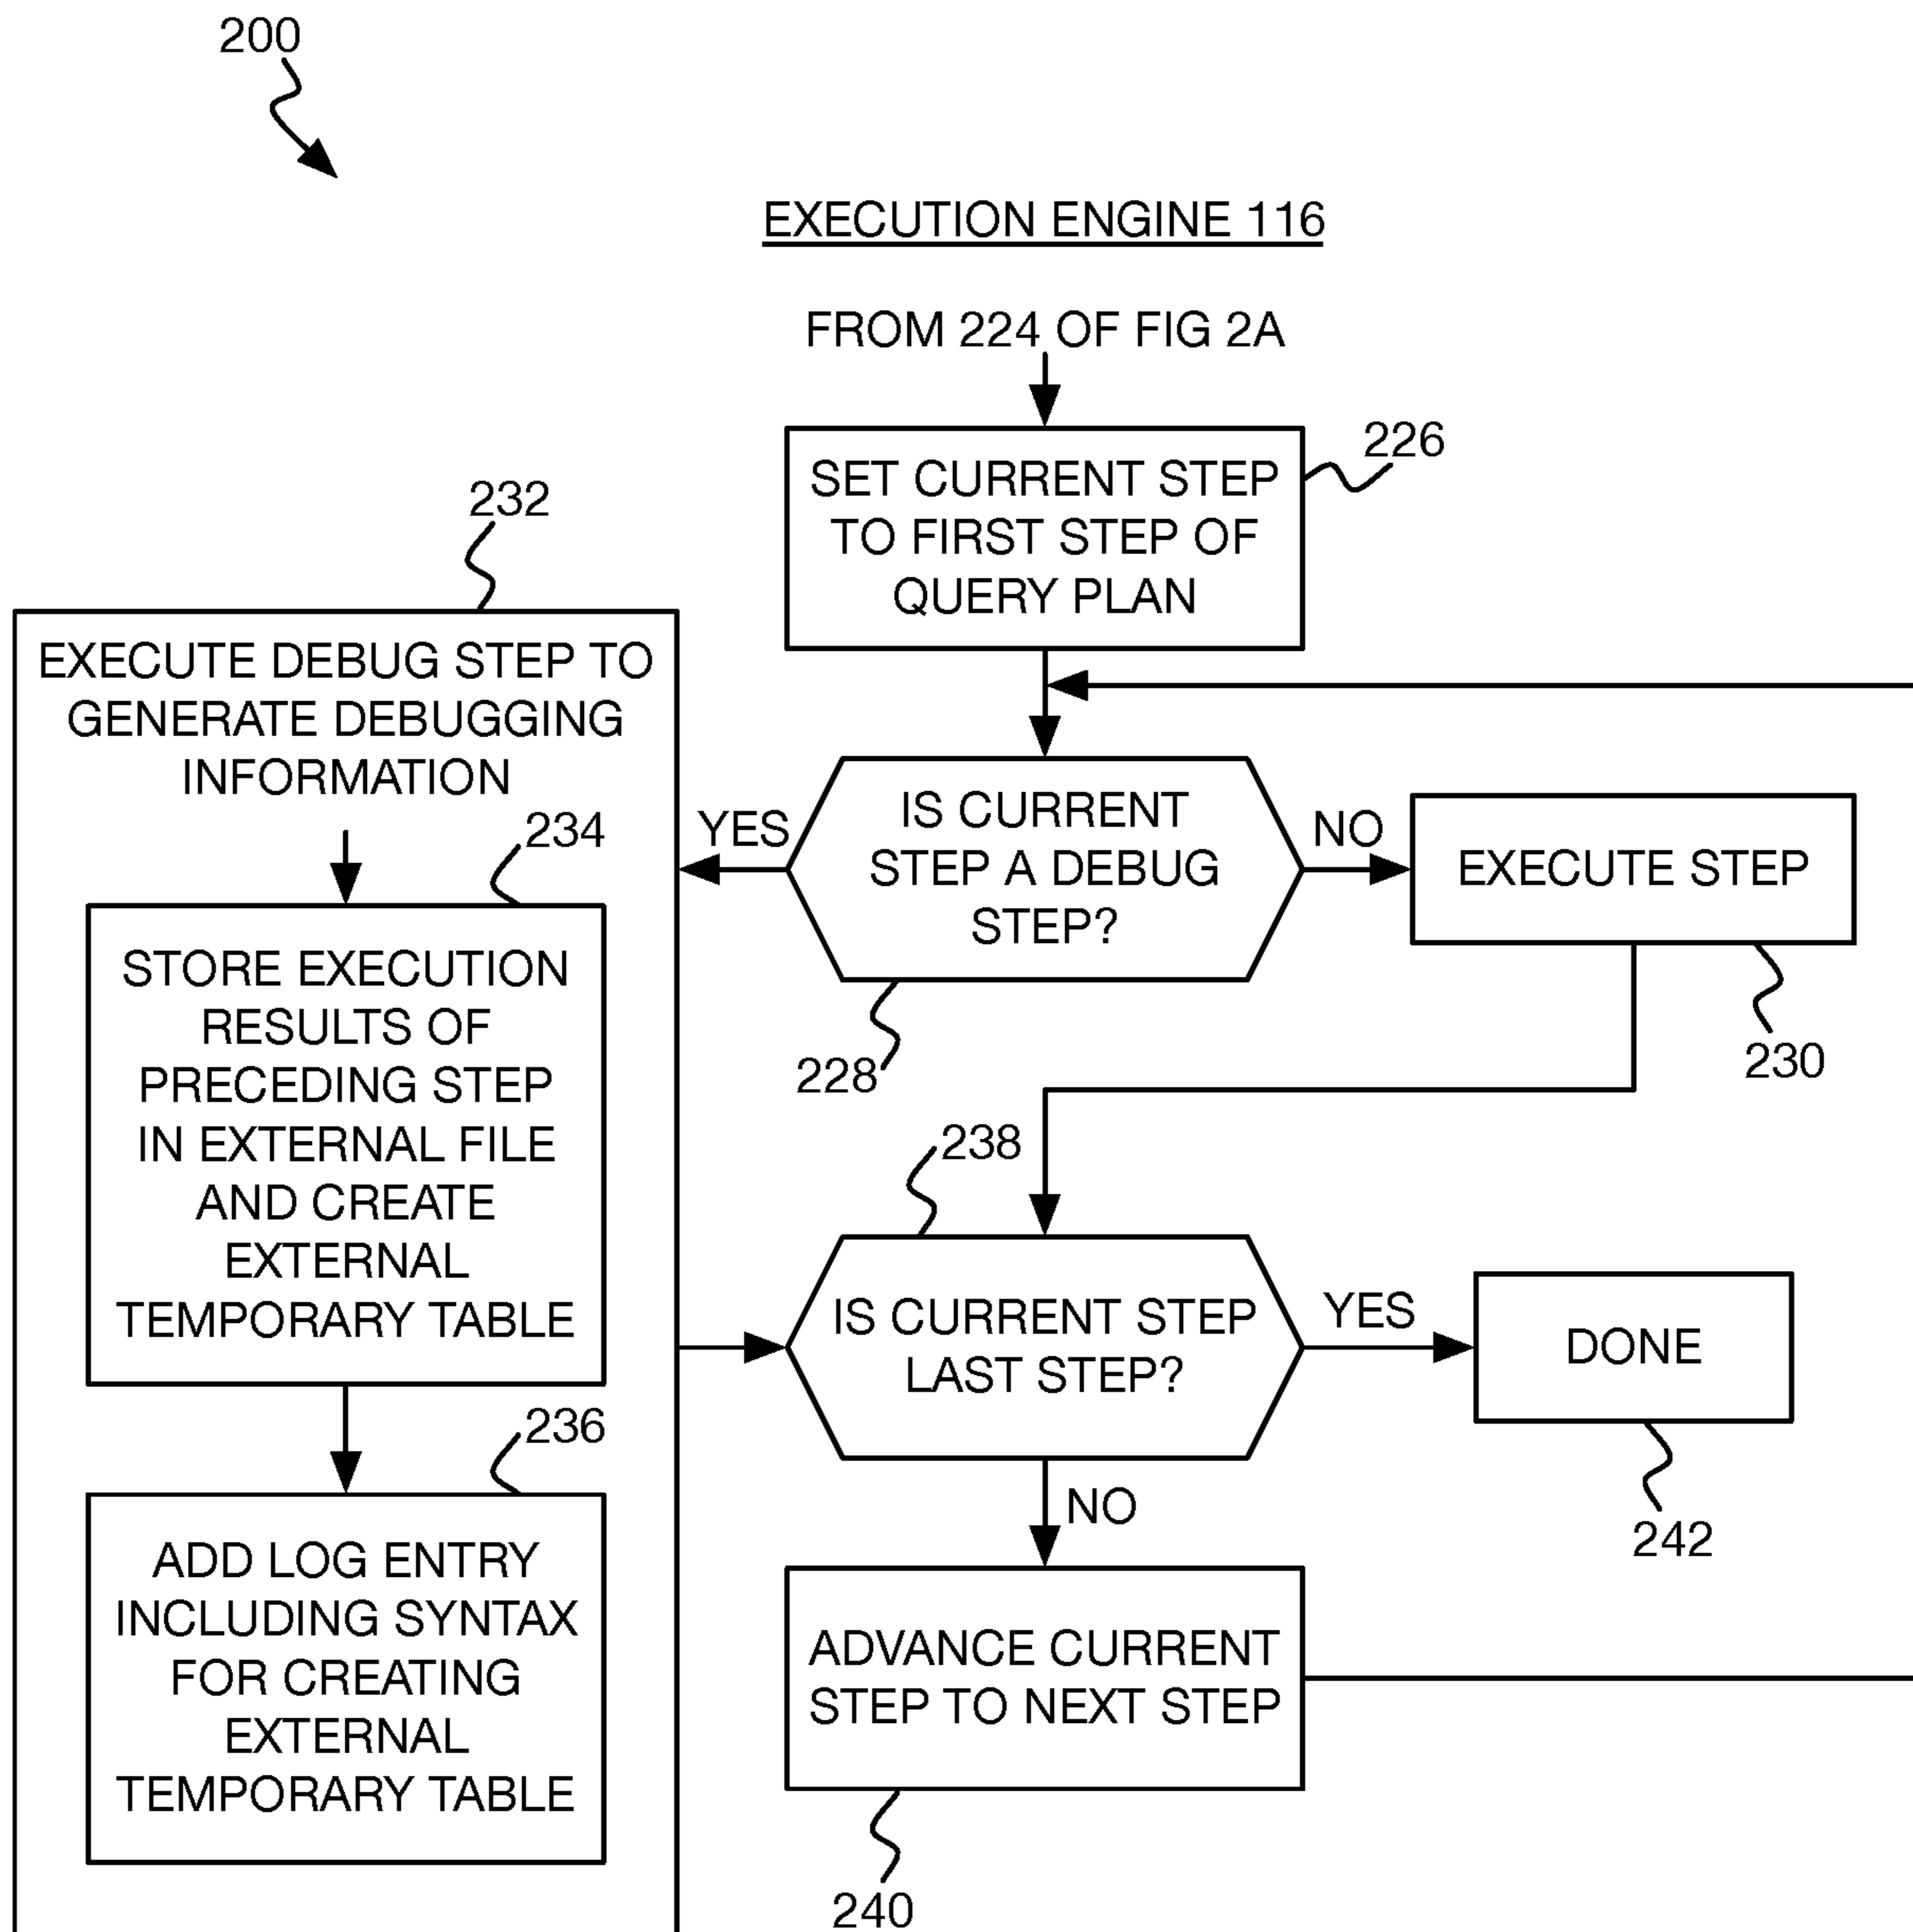 200
EXECUTION ENGINE 116
FROM 224 OF FIG 2A
226
SET CURRENT STEP
TO FIRST STEP OF
QUERY PLAN
232
EXECUTE DEBUG STEP TO
GENERATE DEBUGGING
INFORMATION
234
STORE EXECUTION
RESULTS OF
PRECEDING STEP
IN EXTERNAL FILE
AND CREATE
EXTERNAL
TEMPORARY TABLE
236
ADD LOG ENTRY
INCLUDING SYNTAX
FOR CREATING
EXTERNAL
TEMPORARY TABLE
YES
IS CURRENT
STEP A DEBUG
STEP?
228
NO
EXECUTE STEP
230
238
IS CURRENT STEP
LAST STEP?
YES
DONE
242
NO
ADVANCE CURRENT
STEP TO NEXT STEP
240